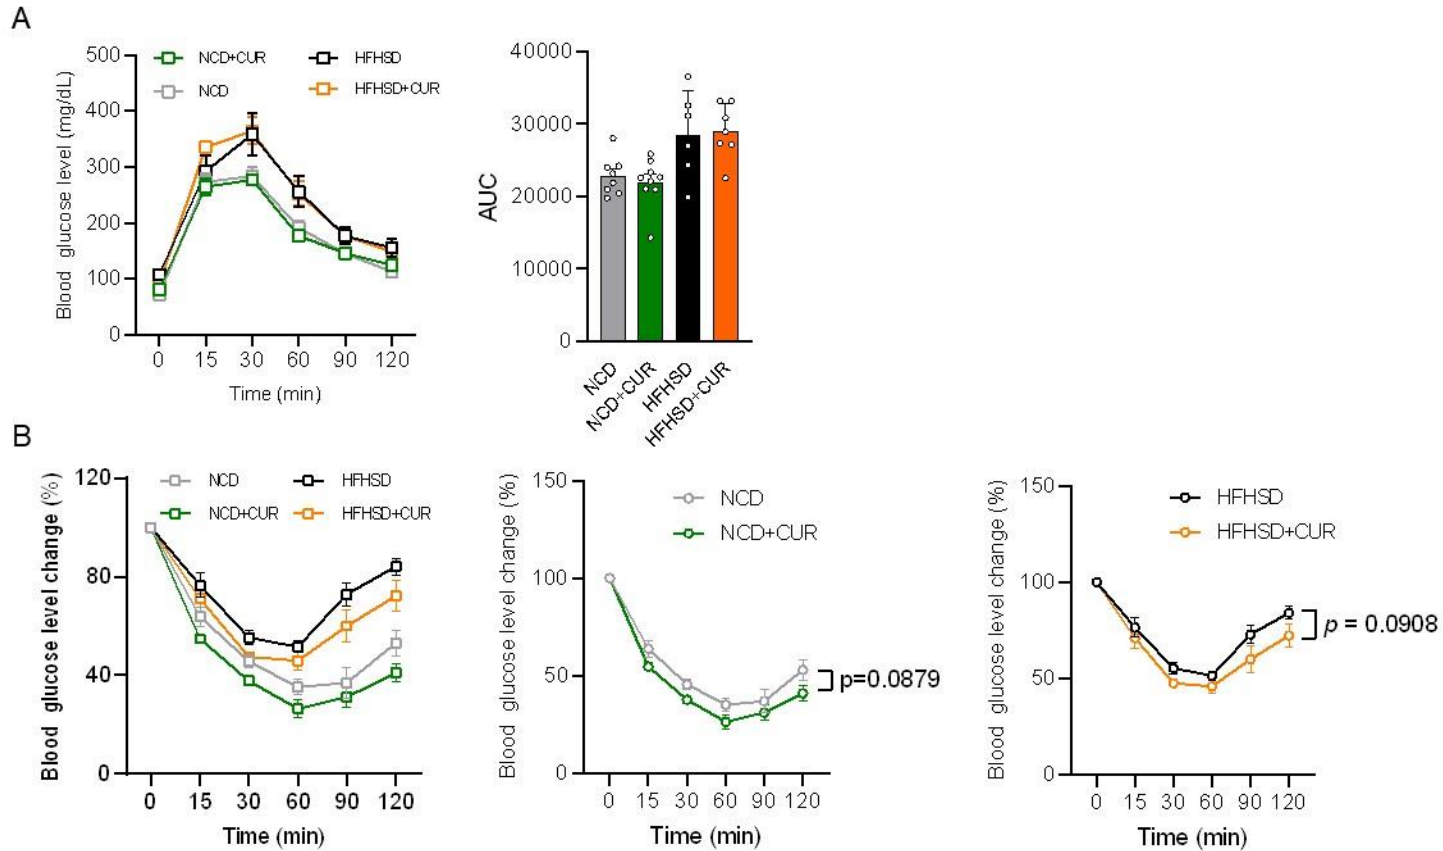 A
Blood glucose level (mg/dL)
500
400
300
200
100
0
NCD+CUR
HFHSD
NCD
HFHSD+CUR
0 15 30 60 90 120
Time (min)
AUC
40000
30000
20000
10000
0
NCD
NCD+CUR
HFHSD
HFHSD+CUR
B
Blood glucose level change (%)
120
80
40
0
NCD
HFHSD
NCD+CUR
HFHSD+CUR
0 15 30 60 90 120
Time (min)
Blood glucose level change (%)
150
100
50
0
NCD
NCD+CUR
p=0.0879
0 15 30 60 90 120
Time (min)
Blood glucose level change (%)
150
100
50
0
HFHSD
HFHSD+CUR
p = 0.0908
0 15 30 60 90 120
Time (min)